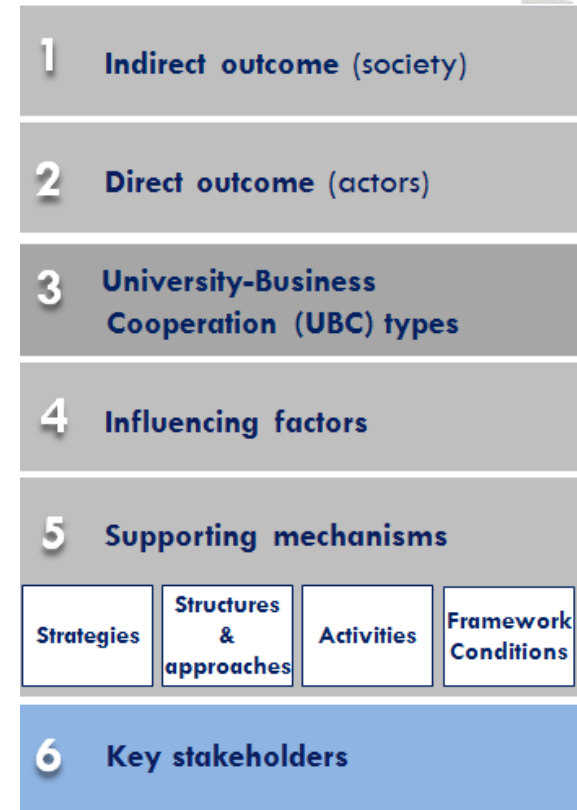 1 Indirect outcome (society)
2 Direct outcome (actors)
3 University-Business
Cooperation (UBC) types
4 Influencing factors
5 Supporting mechanisms
Strategies
Structures
&
approaches
Activities
Framework
Conditions
6 Key stakeholders